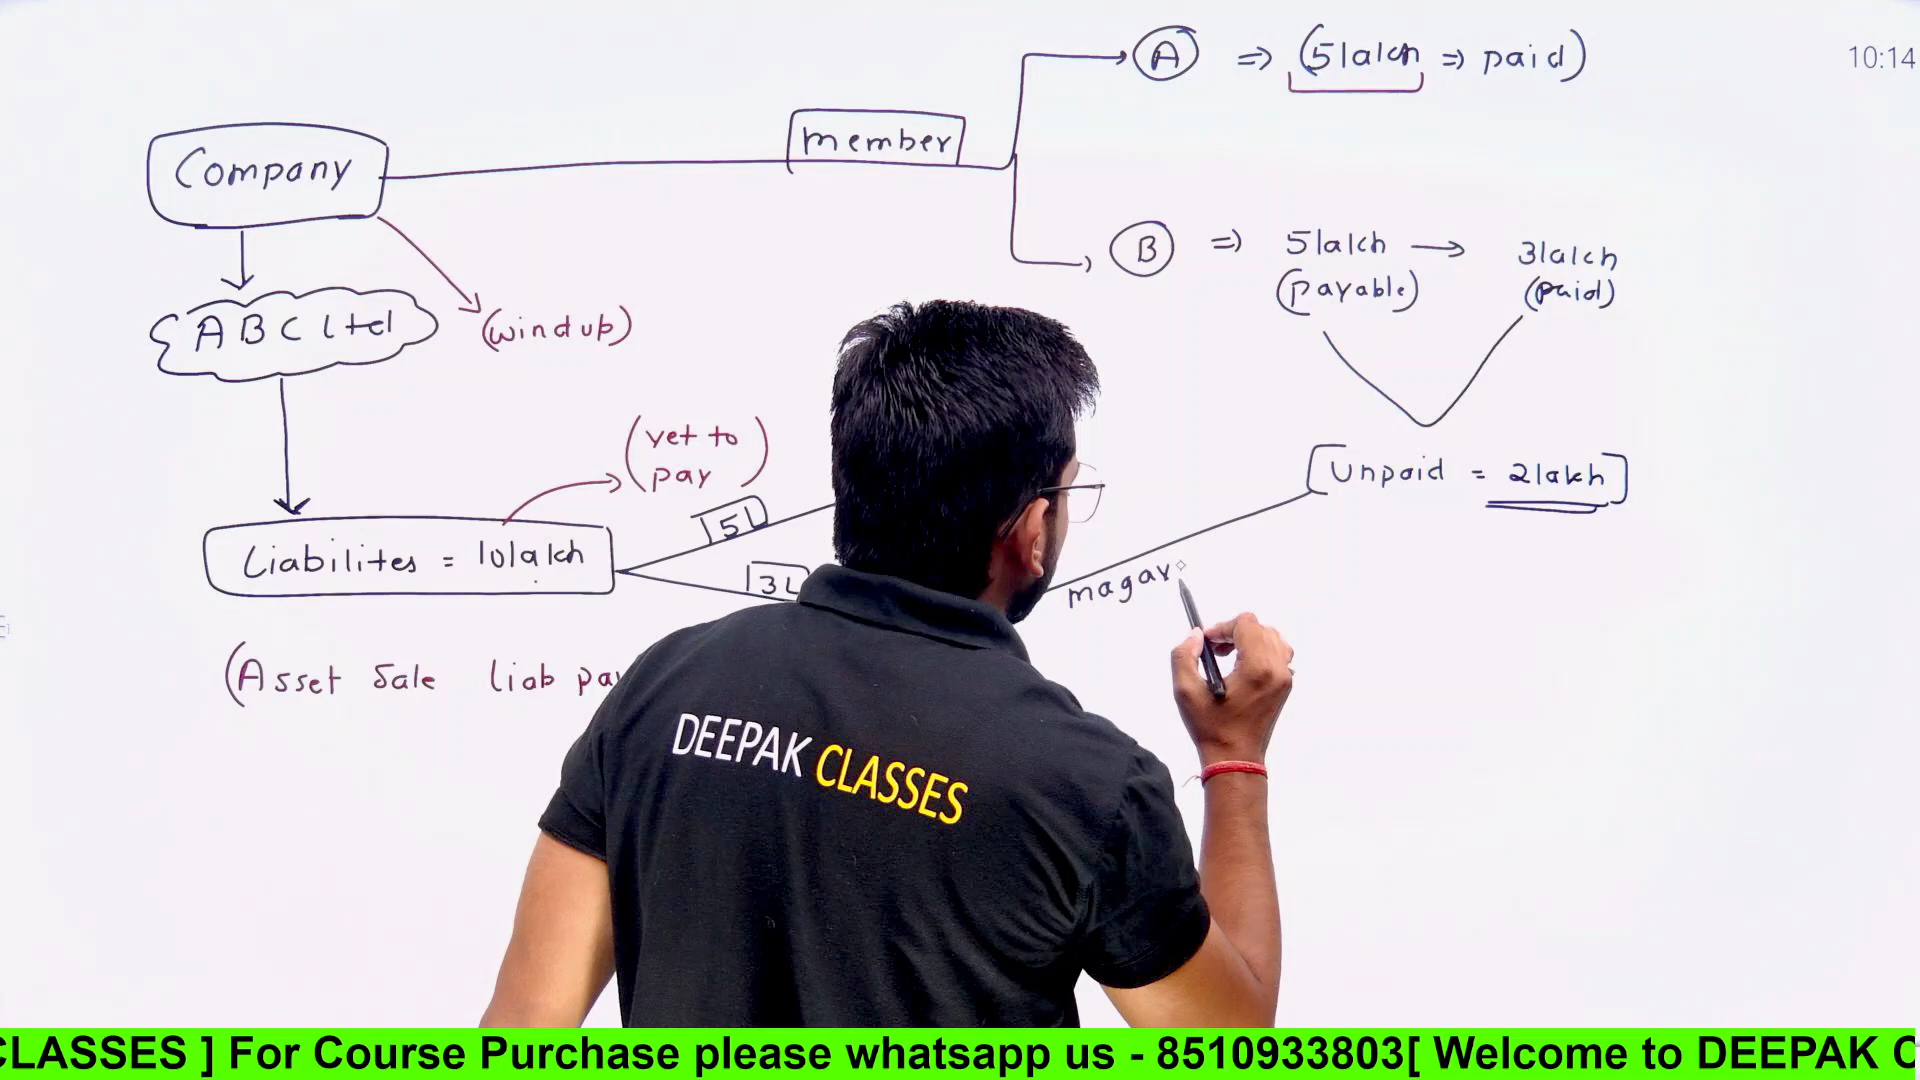 A => (5lakh => paid)
10:14
member
Company
B => 5lakh → 3lakh
(payable) (paid)
ABC Ltd
(windup)
(yet to
pay)
[Unpaid = 2lakh]
5L
Liabilites = 10lakh
3L
magar
(Asset Sale liab pay
DEEPAK CLASSES
CLASSES ] For Course Purchase please whatsapp us - 8510933803[ Welcome to DEEPAK C